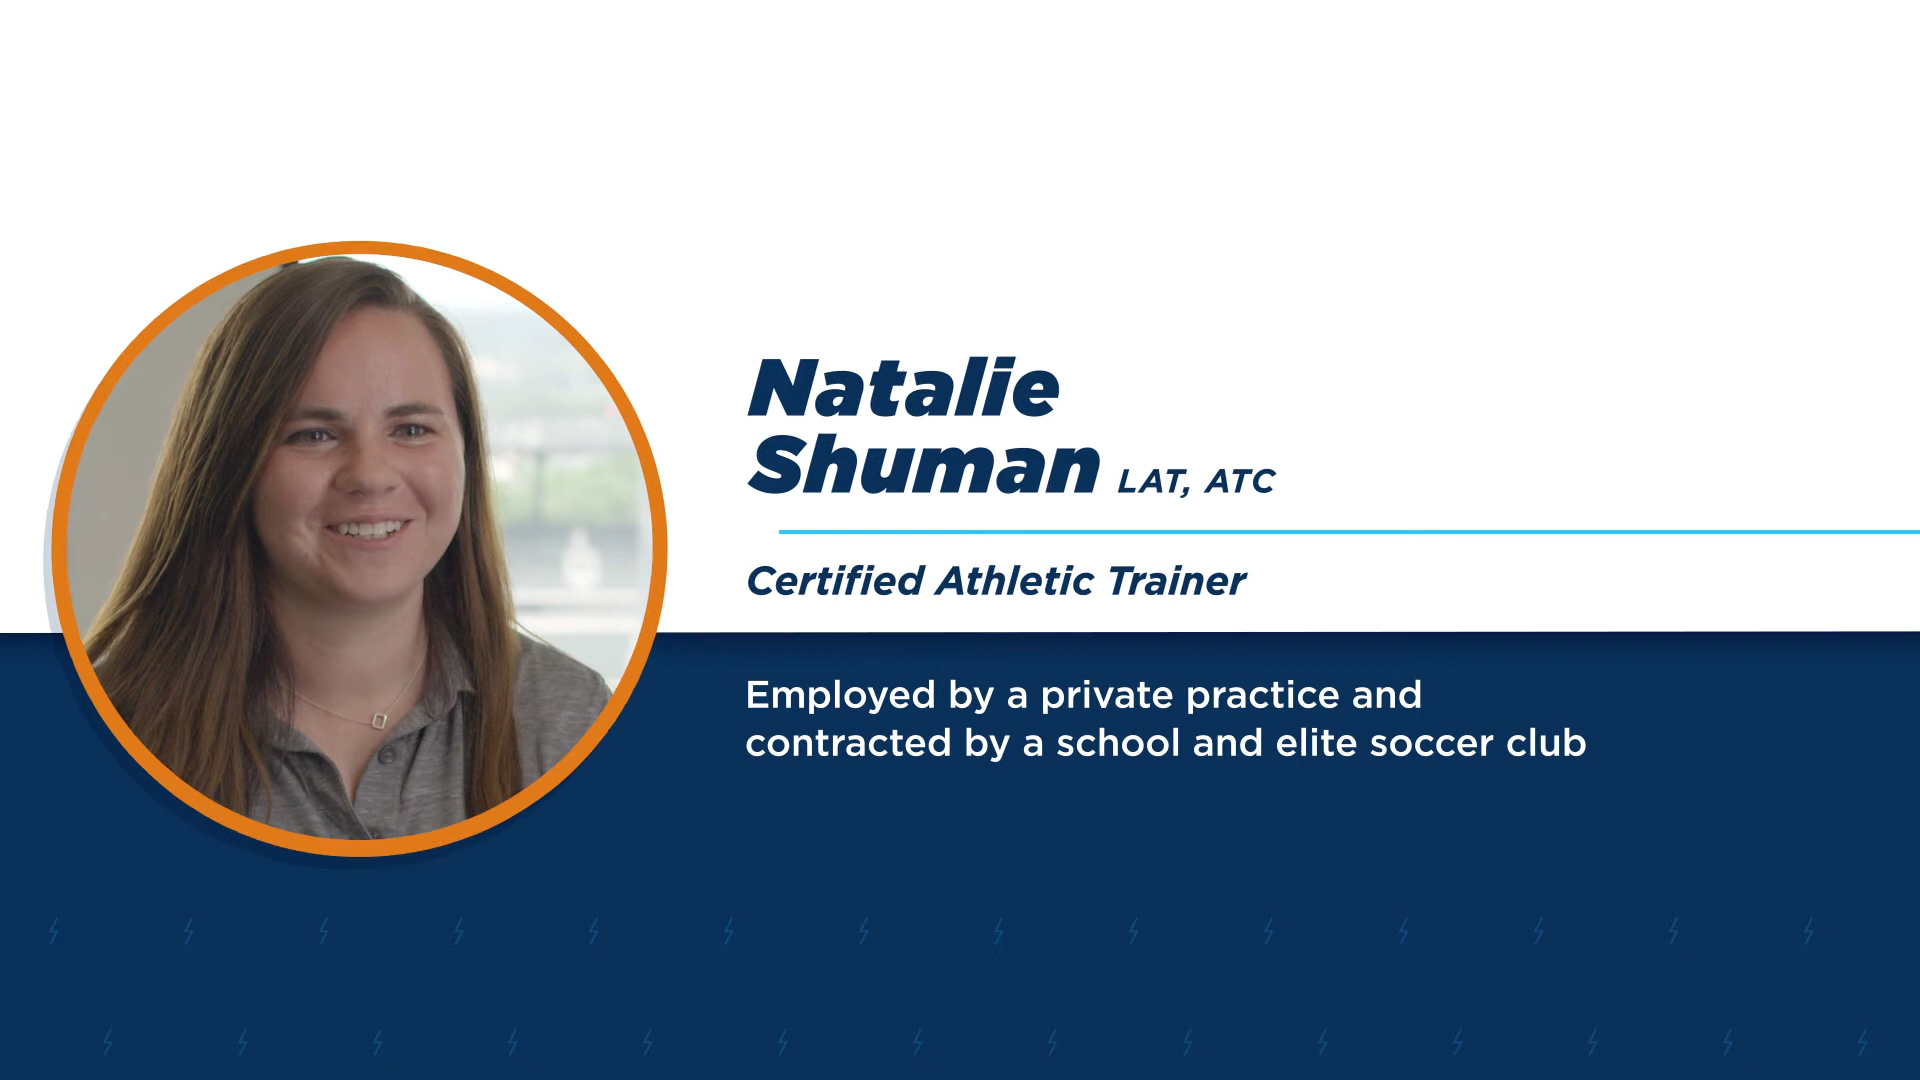 Natalie
Shuman LAT, ATC
Certified Athletic Trainer
Employed by a private practice and
contracted by a school and elite soccer club